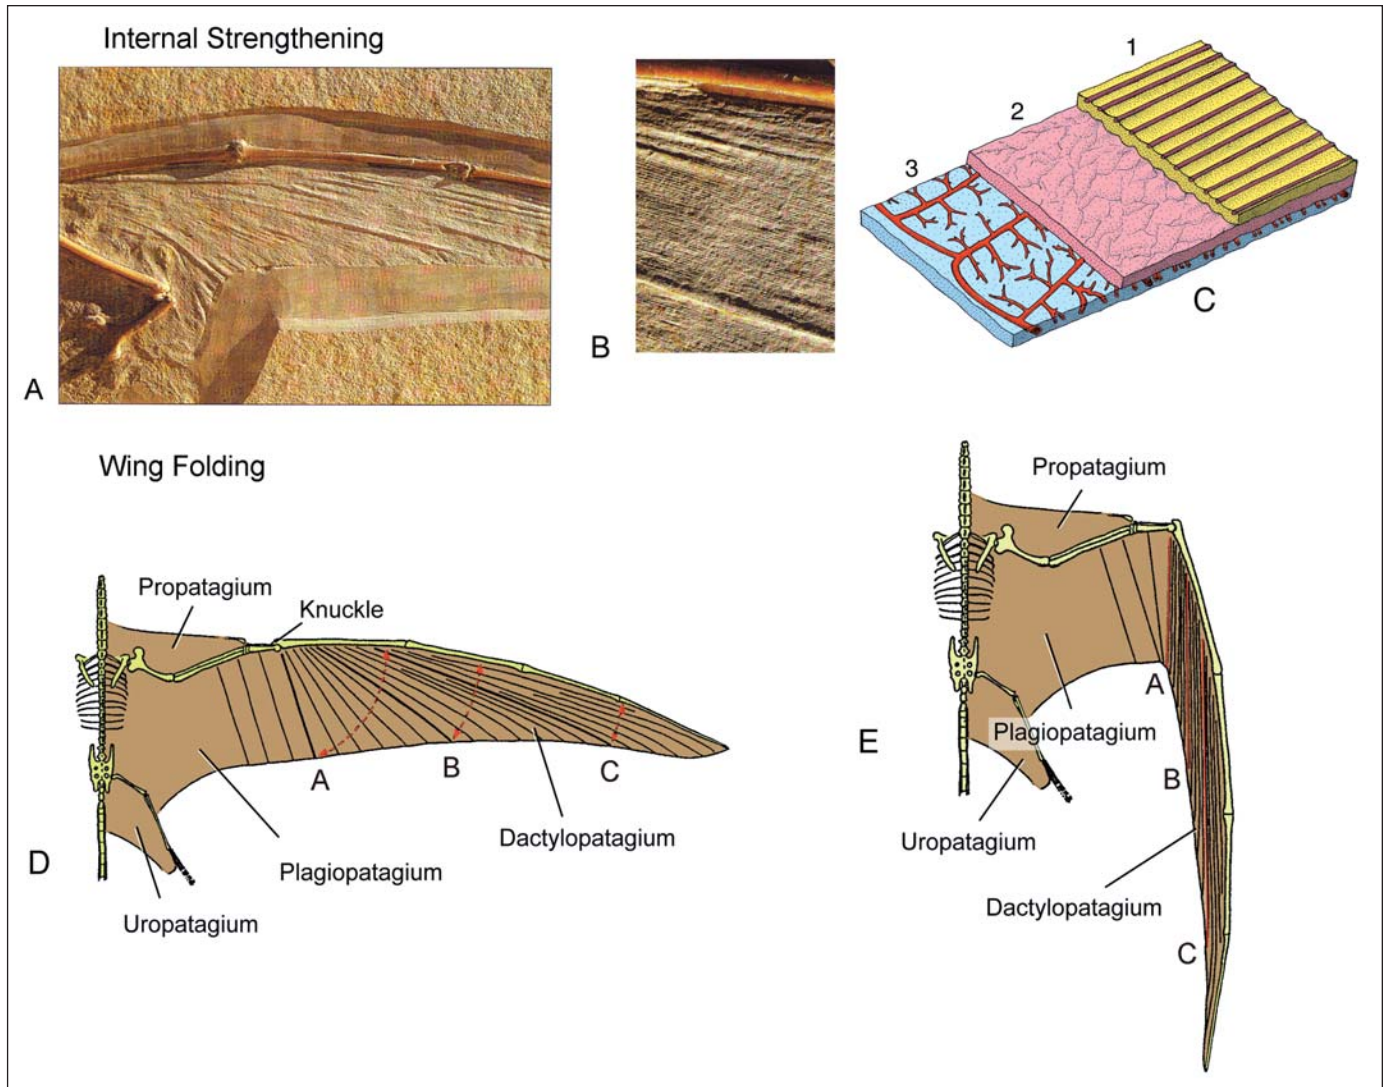 Internal Strengthening
A
B
1
2
3
C
Wing Folding
Propatagium
Knuckle
A
B
C
Dactylopatagium
Plagiopatagium
Uropatagium
D
Propatagium
A
Plagiopatagium
E
B
Uropatagium
Dactylopatagium
C